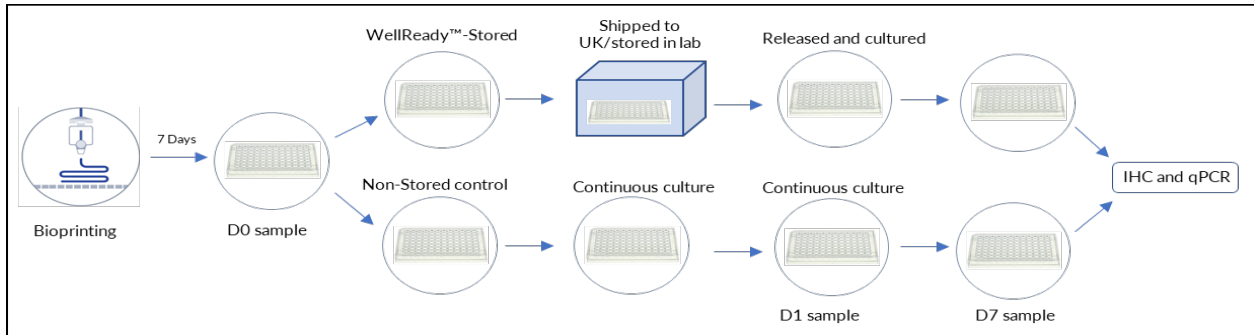 WellReady™-Stored
Shipped to
UK/stored in lab
Released and cultured
7 Days
Bioprinting
D0 sample
Non-Stored control
Continuous culture
Continuous culture
IHC and qPCR
D1 sample
D7 sample